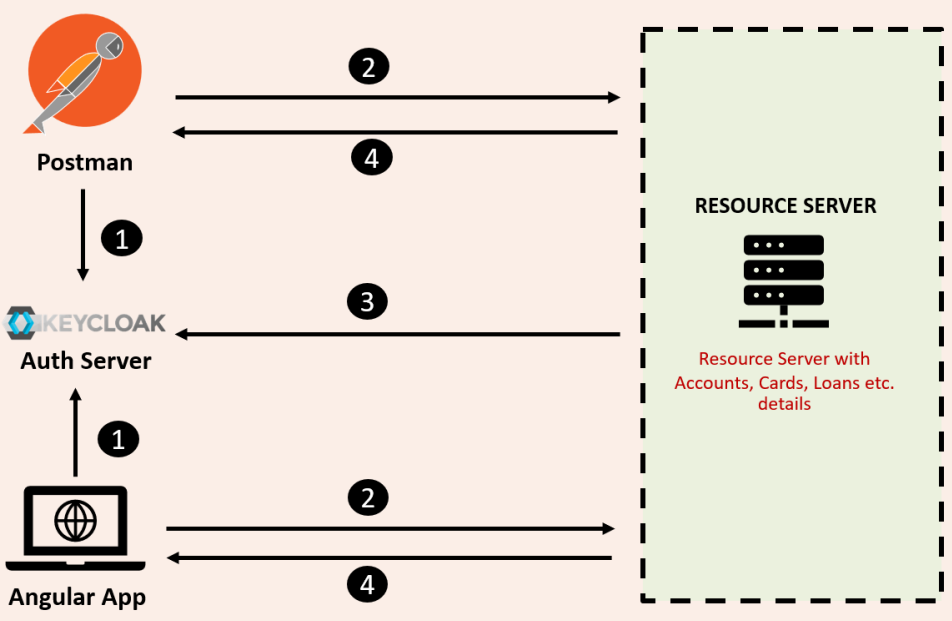 2
4
Postman
1
RESOURCE SERVER
3
KEYCLOAK
Auth Server
Resource Server with
Accounts, Cards, Loans etc.
details
1
2
4
Angular App